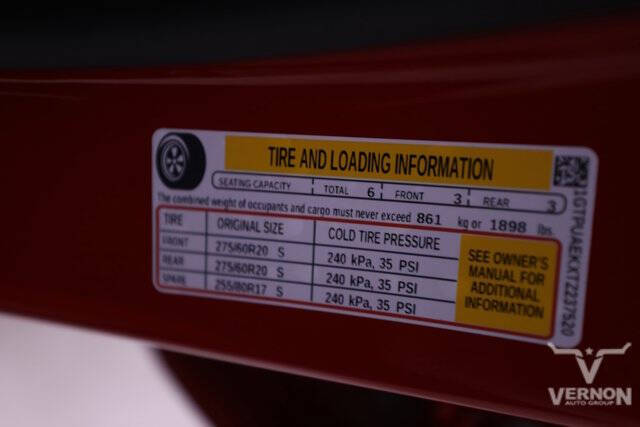 TIRE AND LOADING INFORMATION
SEATING CAPACITY TOTAL 6 FRONT 3 REAR 3
The combined weight of occupants and cargo must never exceed 861 kg or 1898 lbs.
TIRE ORIGINAL SIZE COLD TIRE PRESSURE
FRONT 275/60R20 S 240 kPa, 35 PSI
REAR 275/60R20 S 240 kPa, 35 PSI
SPARE 255/80R17 S 240 kPa, 35 PSI
SEE OWNER'S
MANUAL FOR
ADDITIONAL
INFORMATION
VERNON
AUTO GROUP